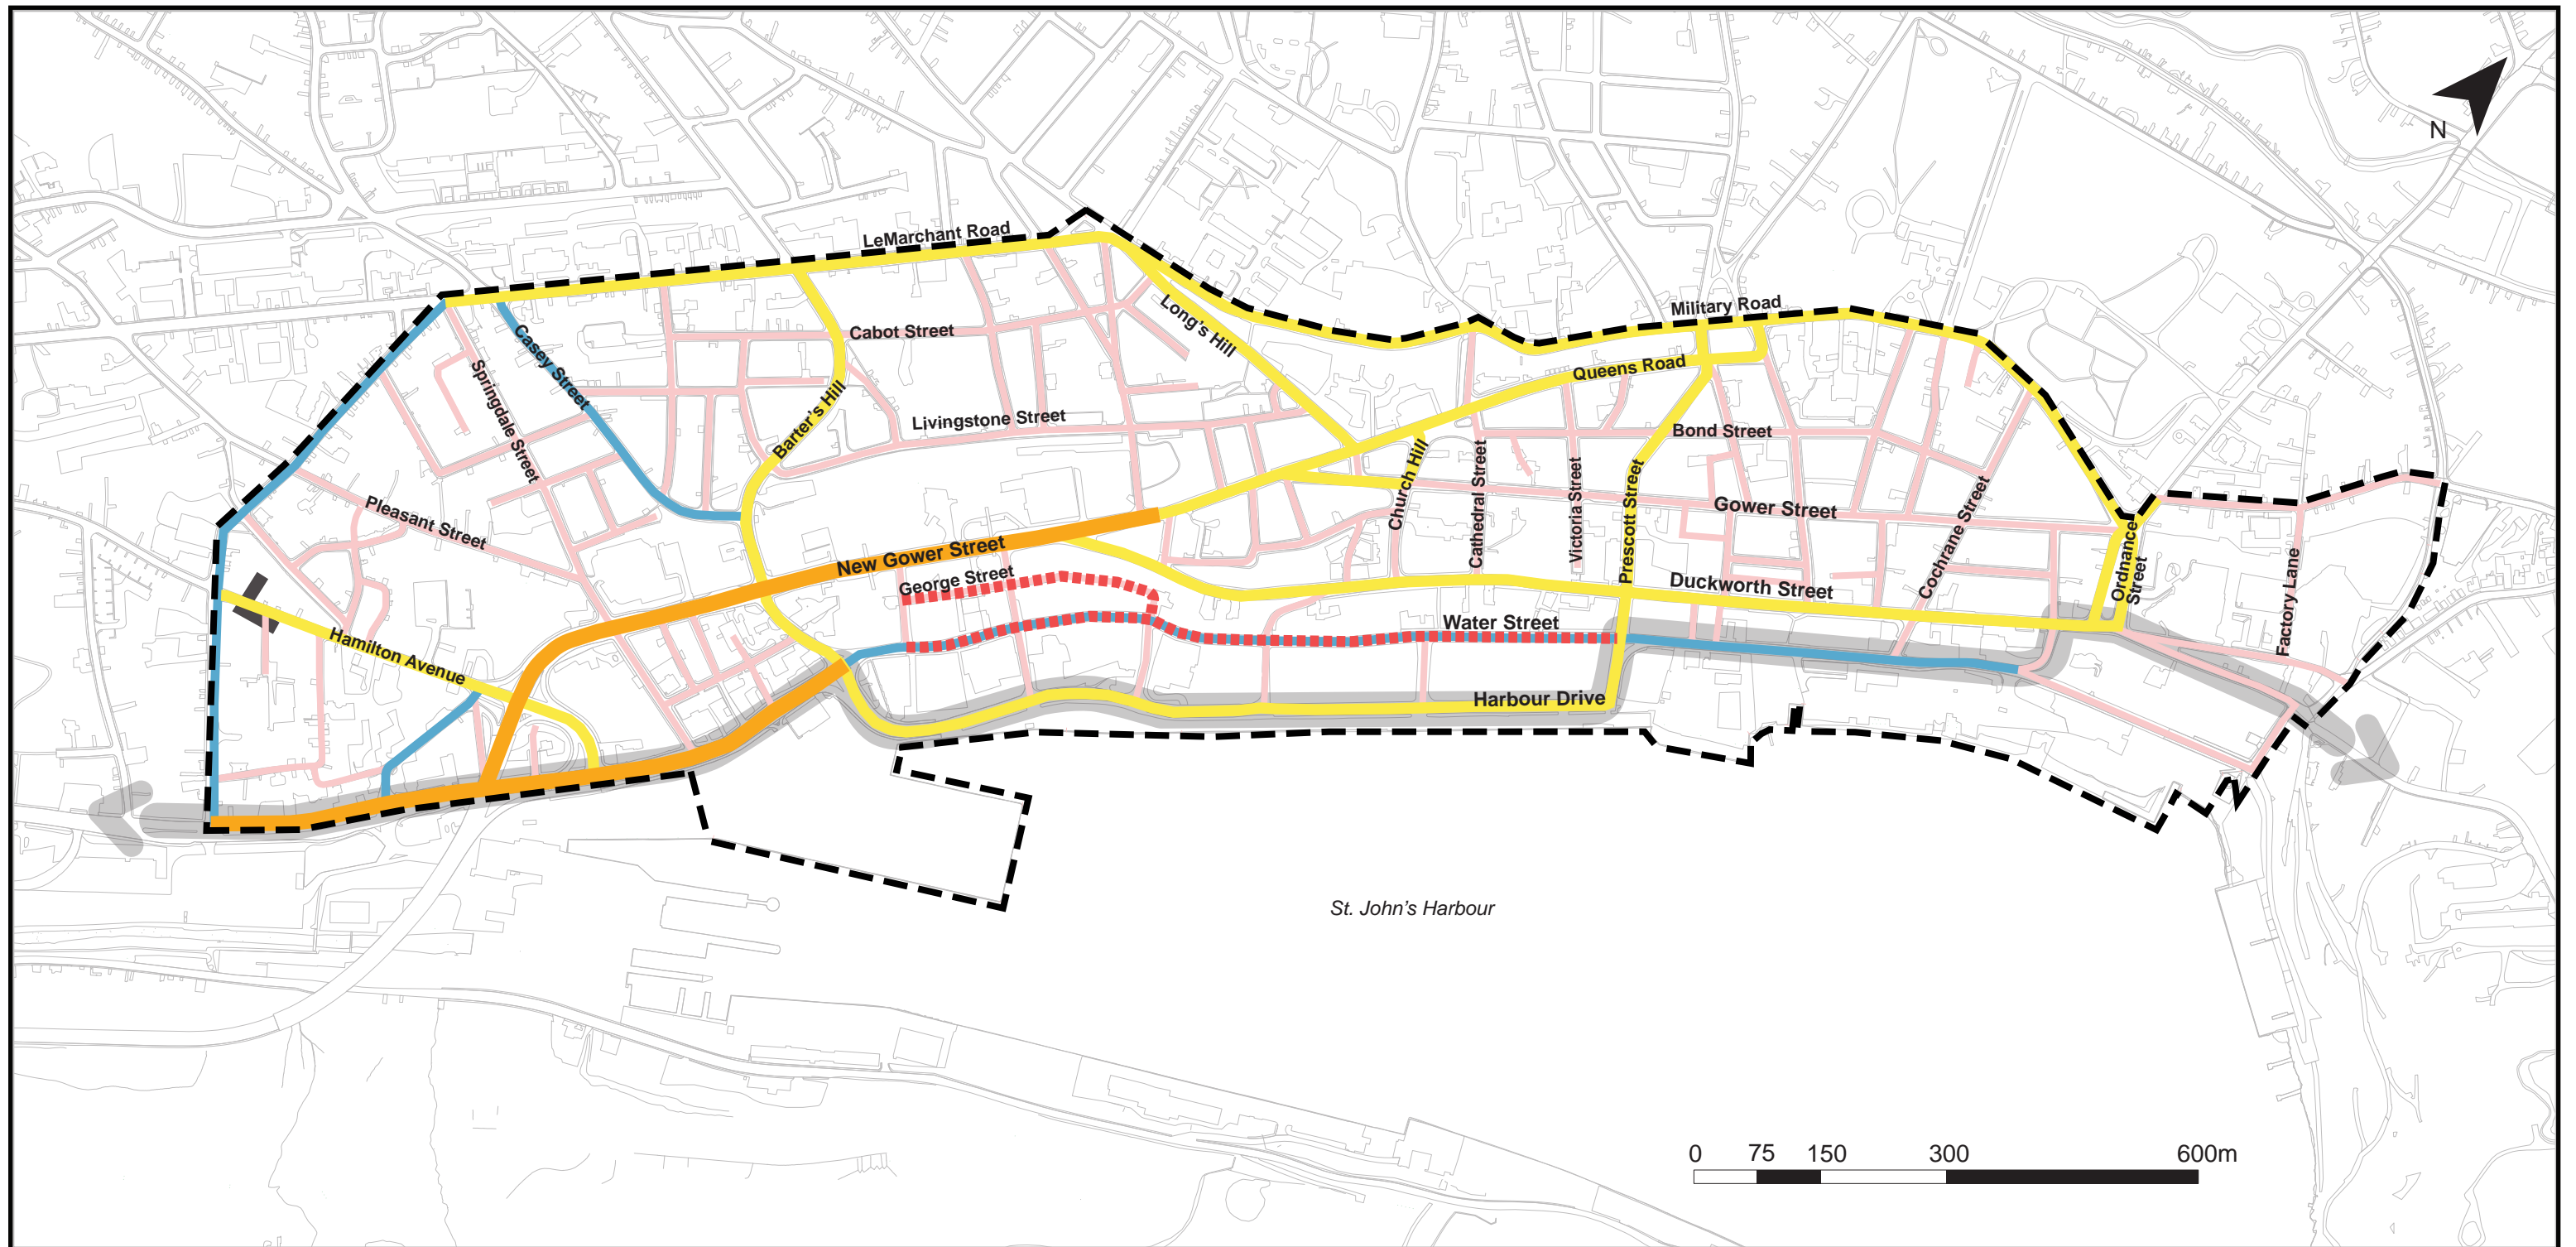 N
LeMarchant Road
Military Road
Long's Hill
Cabot Street
Casey Street
Queens Road
Springdale Street
Barter's Hill
Livingstone Street
Bond Street
Church Hill
Cathedral Street
Victoria Street
Prescott Street
Gower Street
Cochrane Street
Pleasant Street
New Gower Street
George Street
Duckworth Street
Ordnance
Street
Factory Lane
Water Street
Hamilton Avenue
Harbour Drive
St. John's Harbour
0 75 150 300 600m